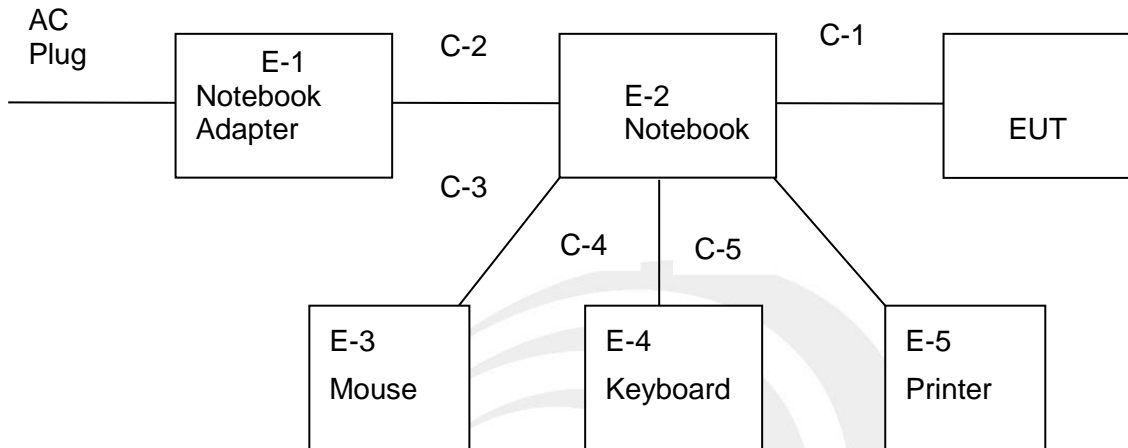 AC
Plug
E-1
Notebook
Adapter
C-2
E-2
Notebook
C-1
EUT
C-3
C-4
C-5
E-3
Mouse
E-4
Keyboard
E-5
Printer